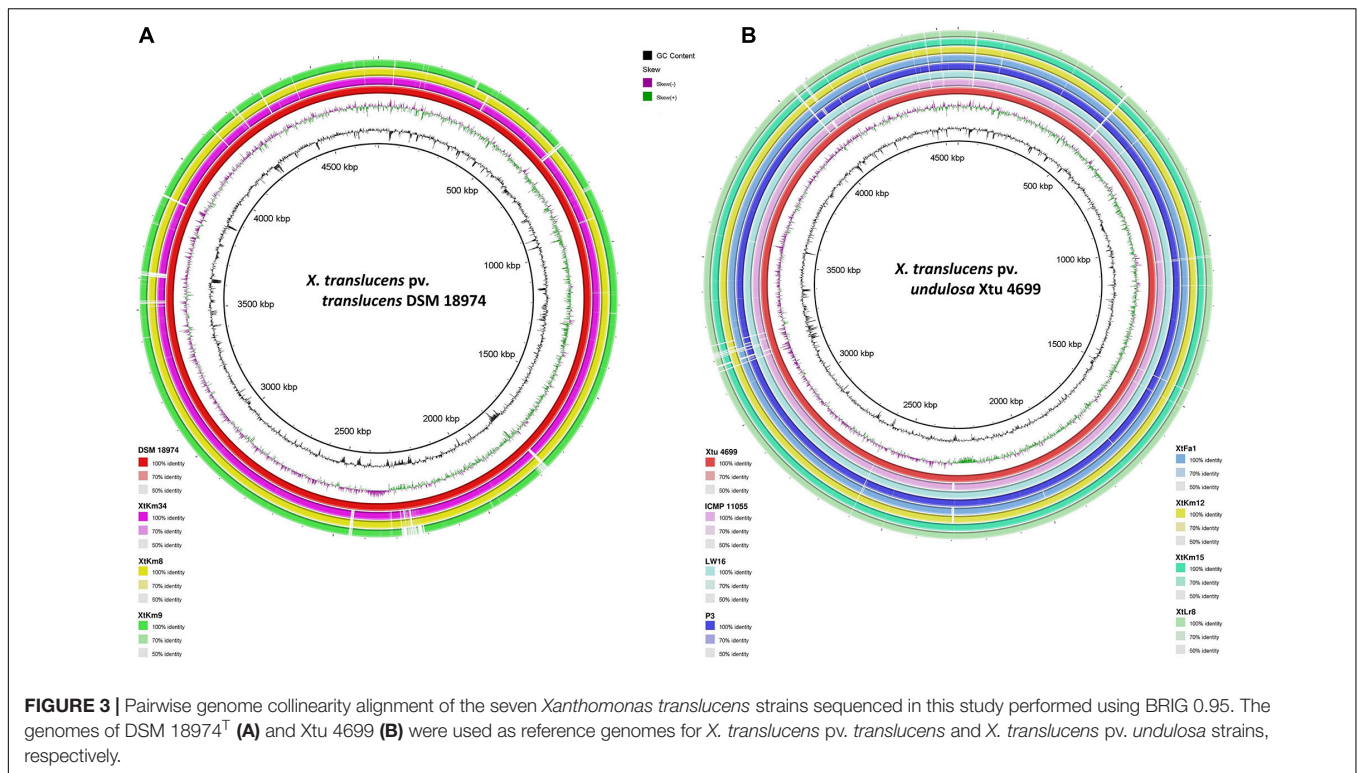 A
B
GC Content
Skew
Skew(-)
Skew(+)
4500 kbp
500 kbp
1000 kbp
1500 kbp
2000 kbp
2500 kbp
3000 kbp
3500 kbp
4000 kbp
X. translucens pv.
translucens DSM 18974
4500 kbp
500 kbp
1000 kbp
1500 kbp
2000 kbp
2500 kbp
3000 kbp
3500 kbp
4000 kbp
X. translucens pv.
undulosa Xtu 4699
DSM 18974
100% identity
70% identity
50% identity
XtKm34
100% identity
70% identity
50% identity
XtKm8
100% identity
70% identity
50% identity
XtKm9
100% identity
70% identity
50% identity
Xtu 4699
100% identity
70% identity
50% identity
ICMP 11055
100% identity
70% identity
50% identity
LW16
100% identity
70% identity
50% identity
P3
100% identity
70% identity
50% identity
XtFa1
100% identity
70% identity
50% identity
XtKm12
100% identity
70% identity
50% identity
XtKm15
100% identity
70% identity
50% identity
XtLr8
100% identity
70% identity
50% identity
FIGURE 3 | Pairwise genome collinearity alignment of the seven Xanthomonas translucens strains sequenced in this study performed using BRIG 0.95. The
genomes of DSM 18974ᵀ (A) and Xtu 4699 (B) were used as reference genomes for X. translucens pv. translucens and X. translucens pv. undulosa strains,
respectively.